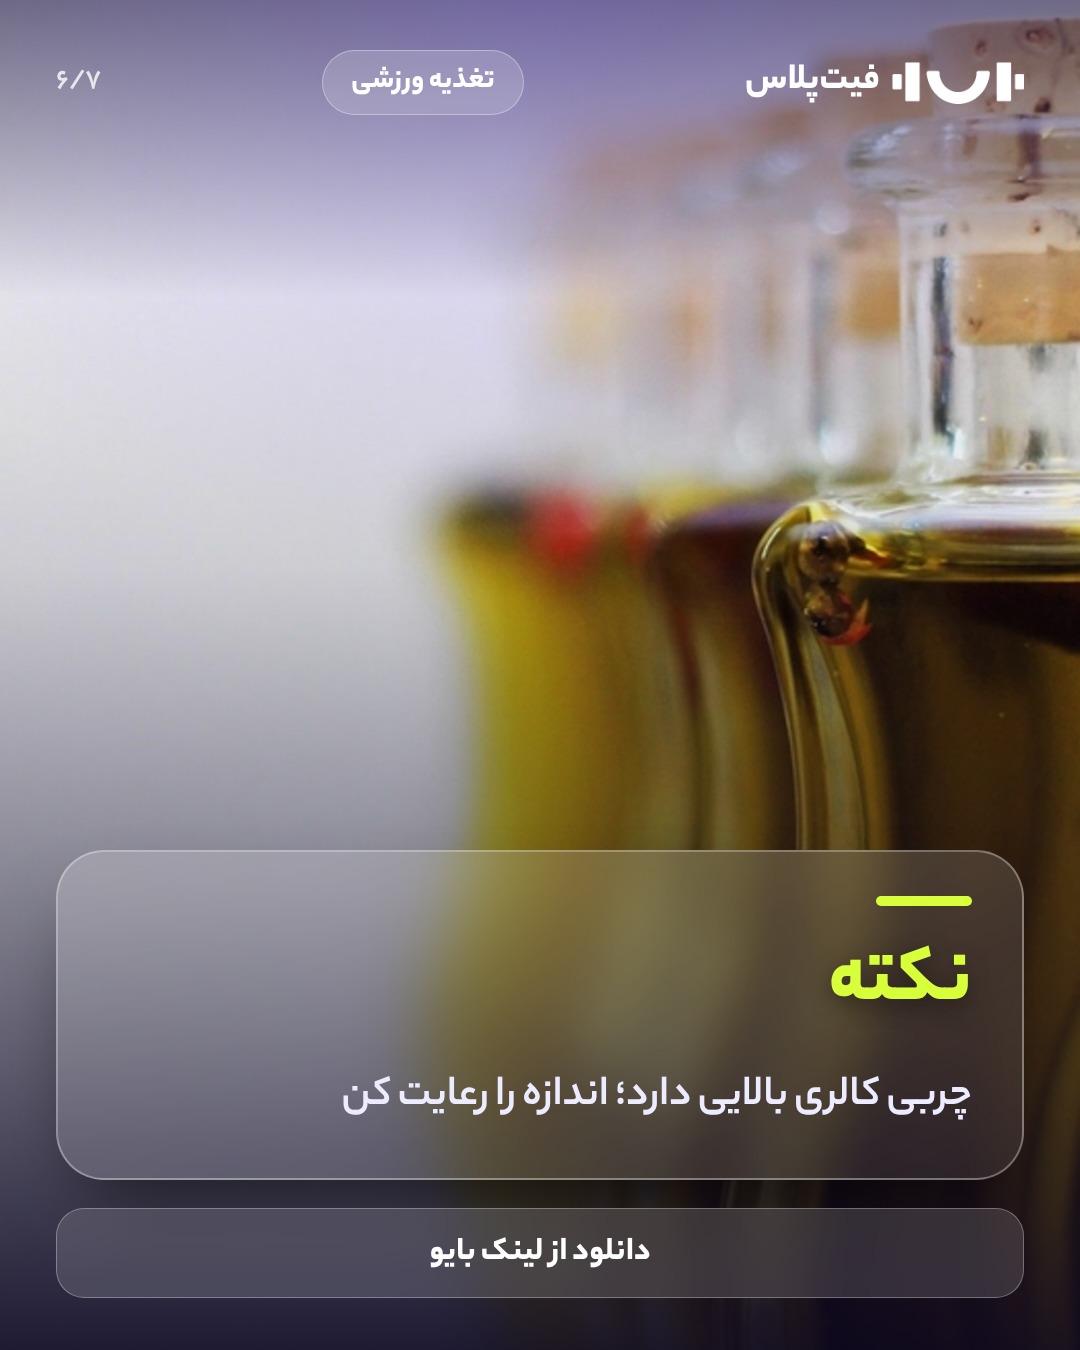 فیت‌پلاس
تغذیه ورزشی
۶/۷
نکته
چربی کالری بالایی دارد؛ اندازه را رعایت کن
دانلود از لینک بایو